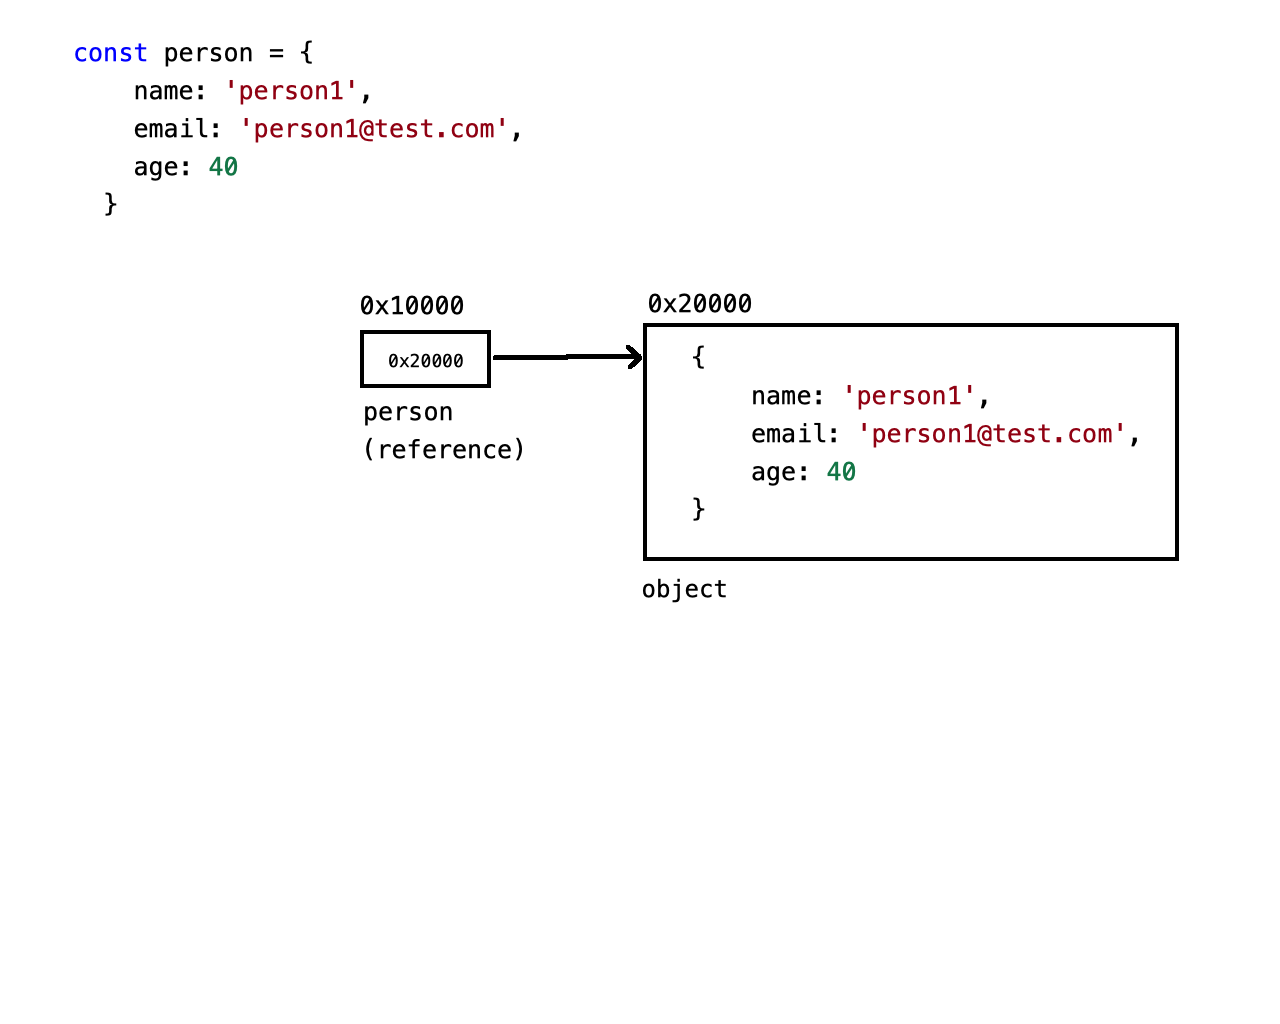 const person = {
    name: 'person1',
    email: 'person1@test.com',
    age: 40
  }
0x10000
0x20000
person
(reference)
0x20000
{
    name: 'person1',
    email: 'person1@test.com',
    age: 40
}
object